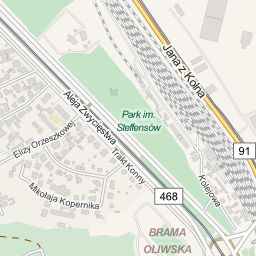 Jana z Kolna
Park im.
Steffensów
Aleja Zwycięstwa
Elizy Orzeszkowej
91
Trakt Konny
Kolejowa
468
Mikołaja Kopernika
BRAMA
OLIWSKA